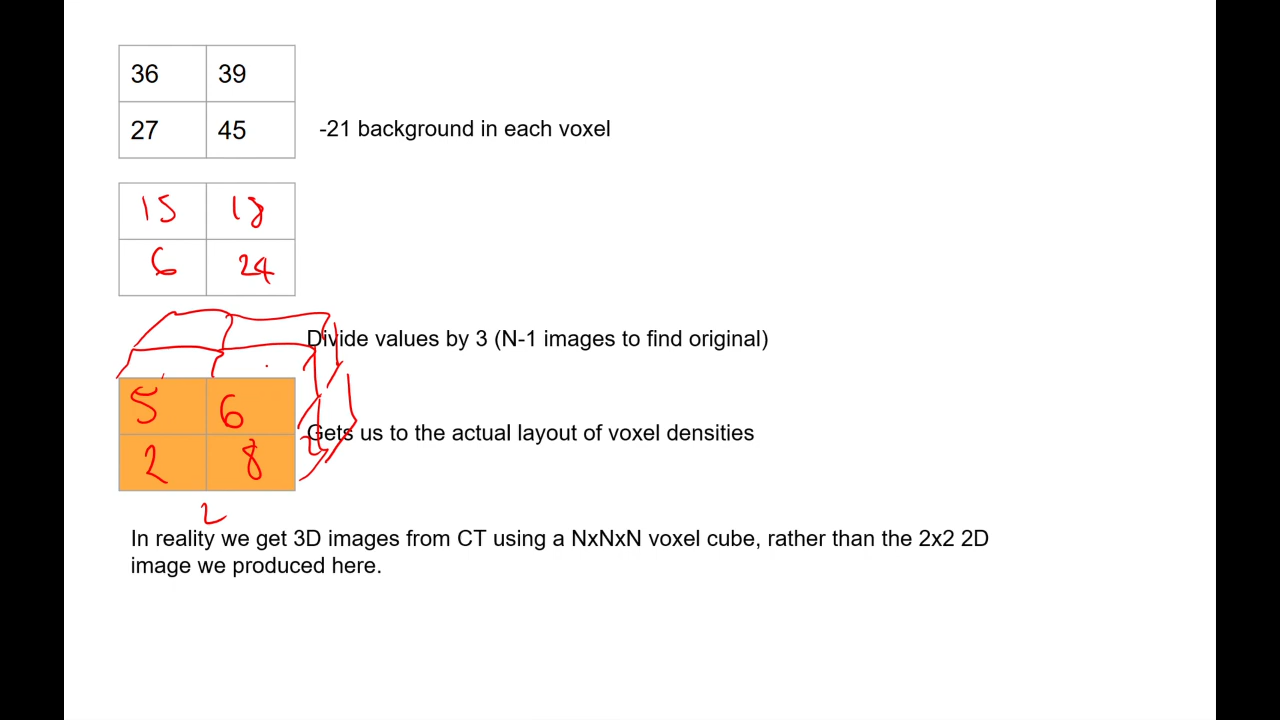 36 39
27 45
-21 background in each voxel
15 18
6 24
Divide values by 3 (N-1 images to find original)
5 6
Gets us to the actual layout of voxel densities
2 8
2
In reality we get 3D images from CT using a NxNxN voxel cube, rather than the 2x2 2D
image we produced here.